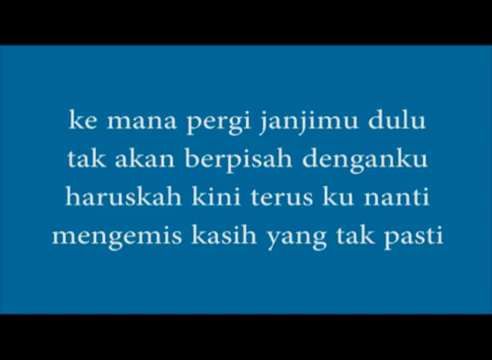 ke mana pergi janjimu dulu
tak akan berpisah denganku
haruskah kini terus ku nanti
mengemis kasih yang tak pasti